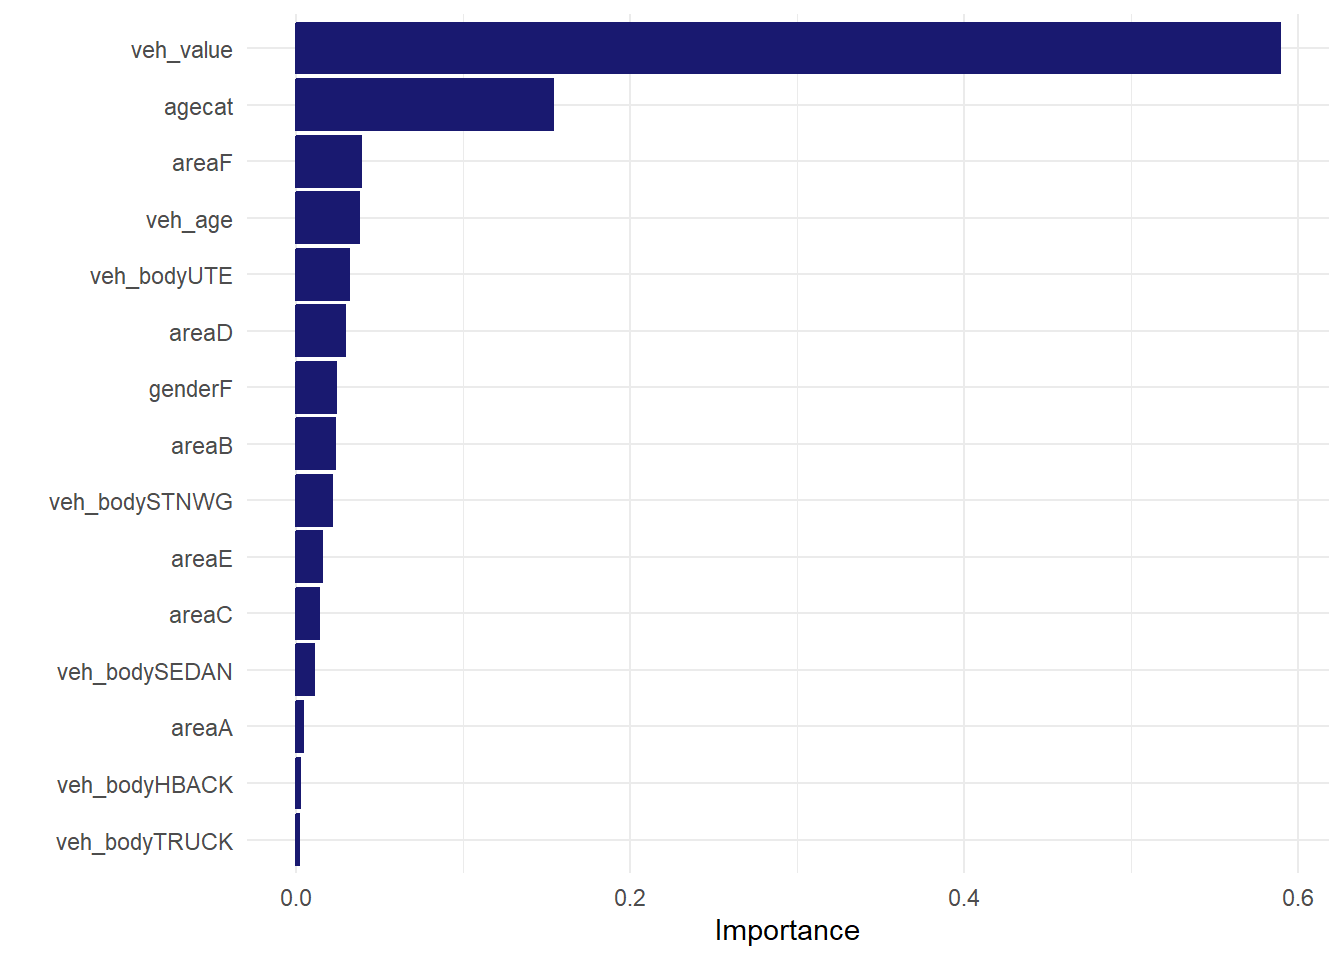 veh_value
agecat
areaF
veh_age
veh_bodyUTE
areaD
genderF
areaB
veh_bodySTNWG
areaE
areaC
veh_bodySEDAN
areaA
veh_bodyHBACK
veh_bodyTRUCK
0.0 0.2 0.4 0.6
Importance